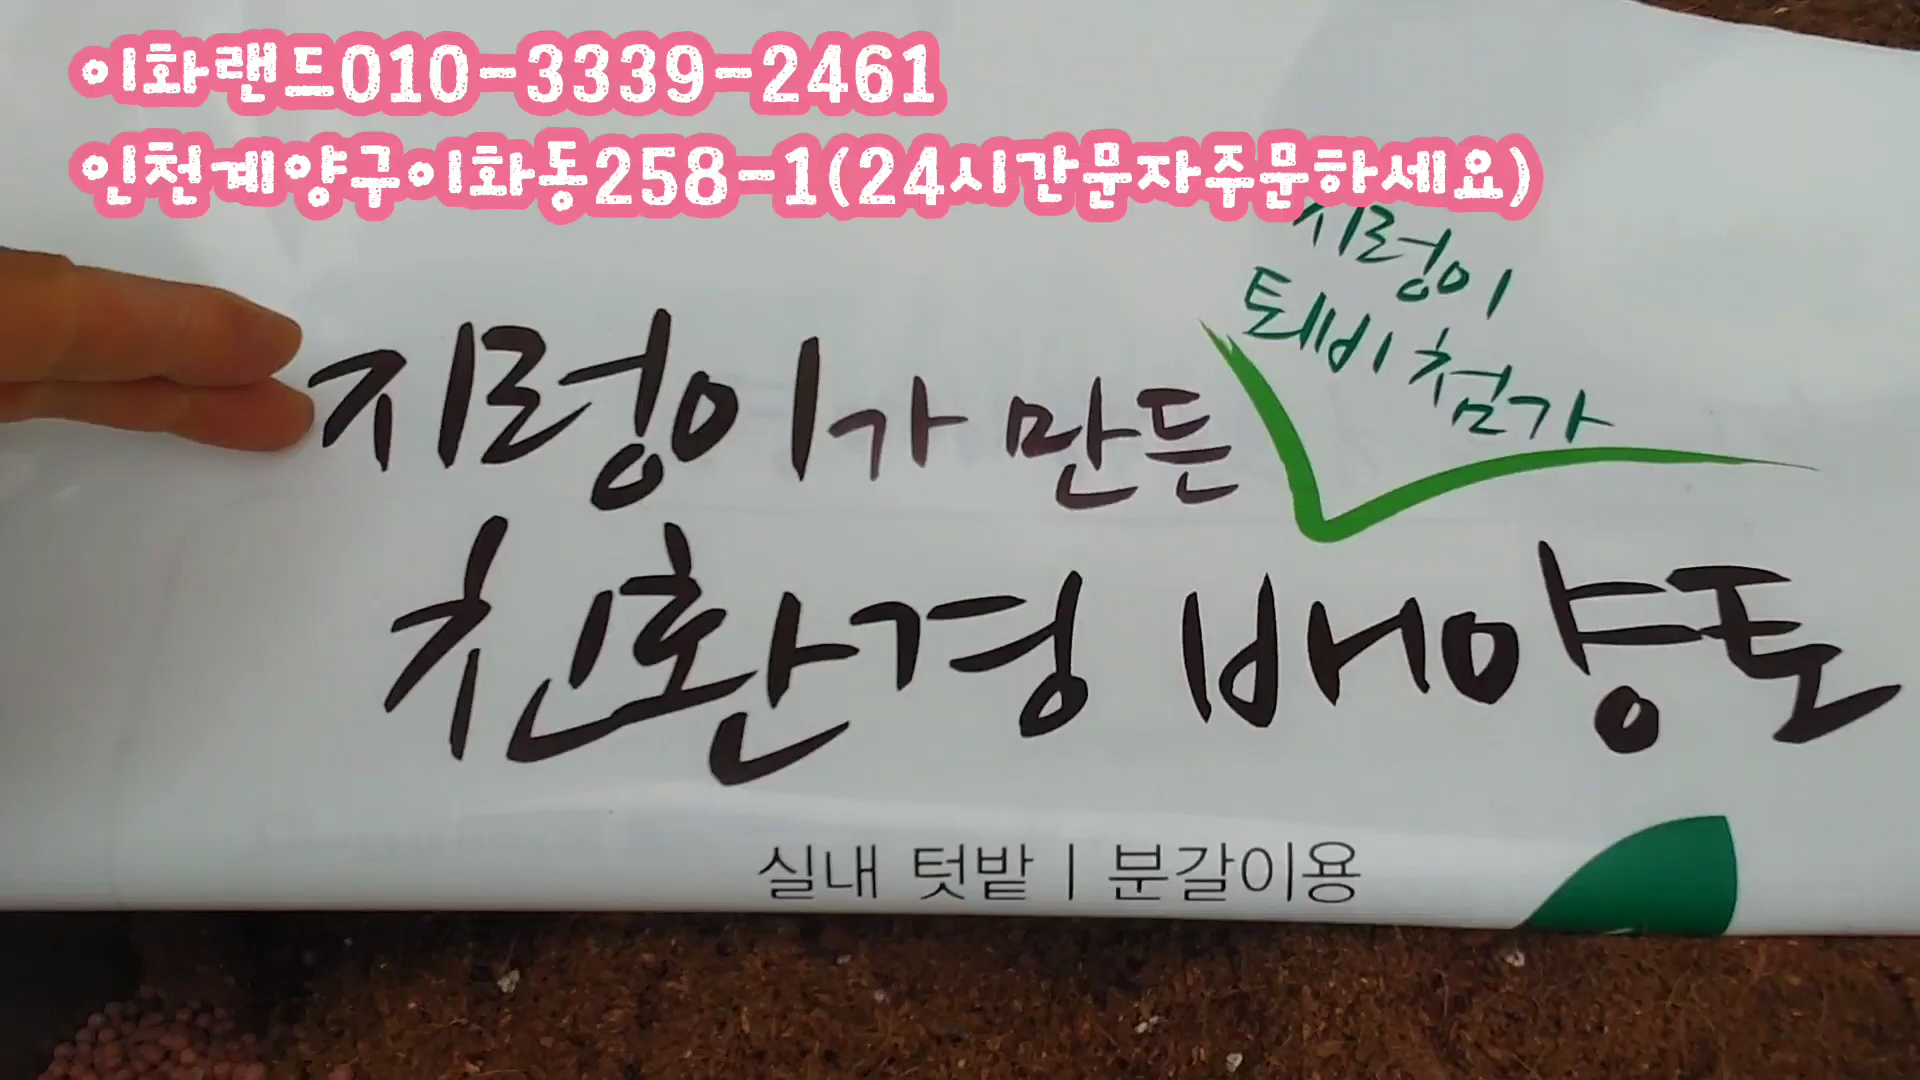 이화랜드010-3339-2461
인천계양구이화동258-1(24시간문자주문하세요)
지렁이
퇴비 첨가
지렁이가 만든
친환경 배양토
실내 텃밭 | 분갈이용